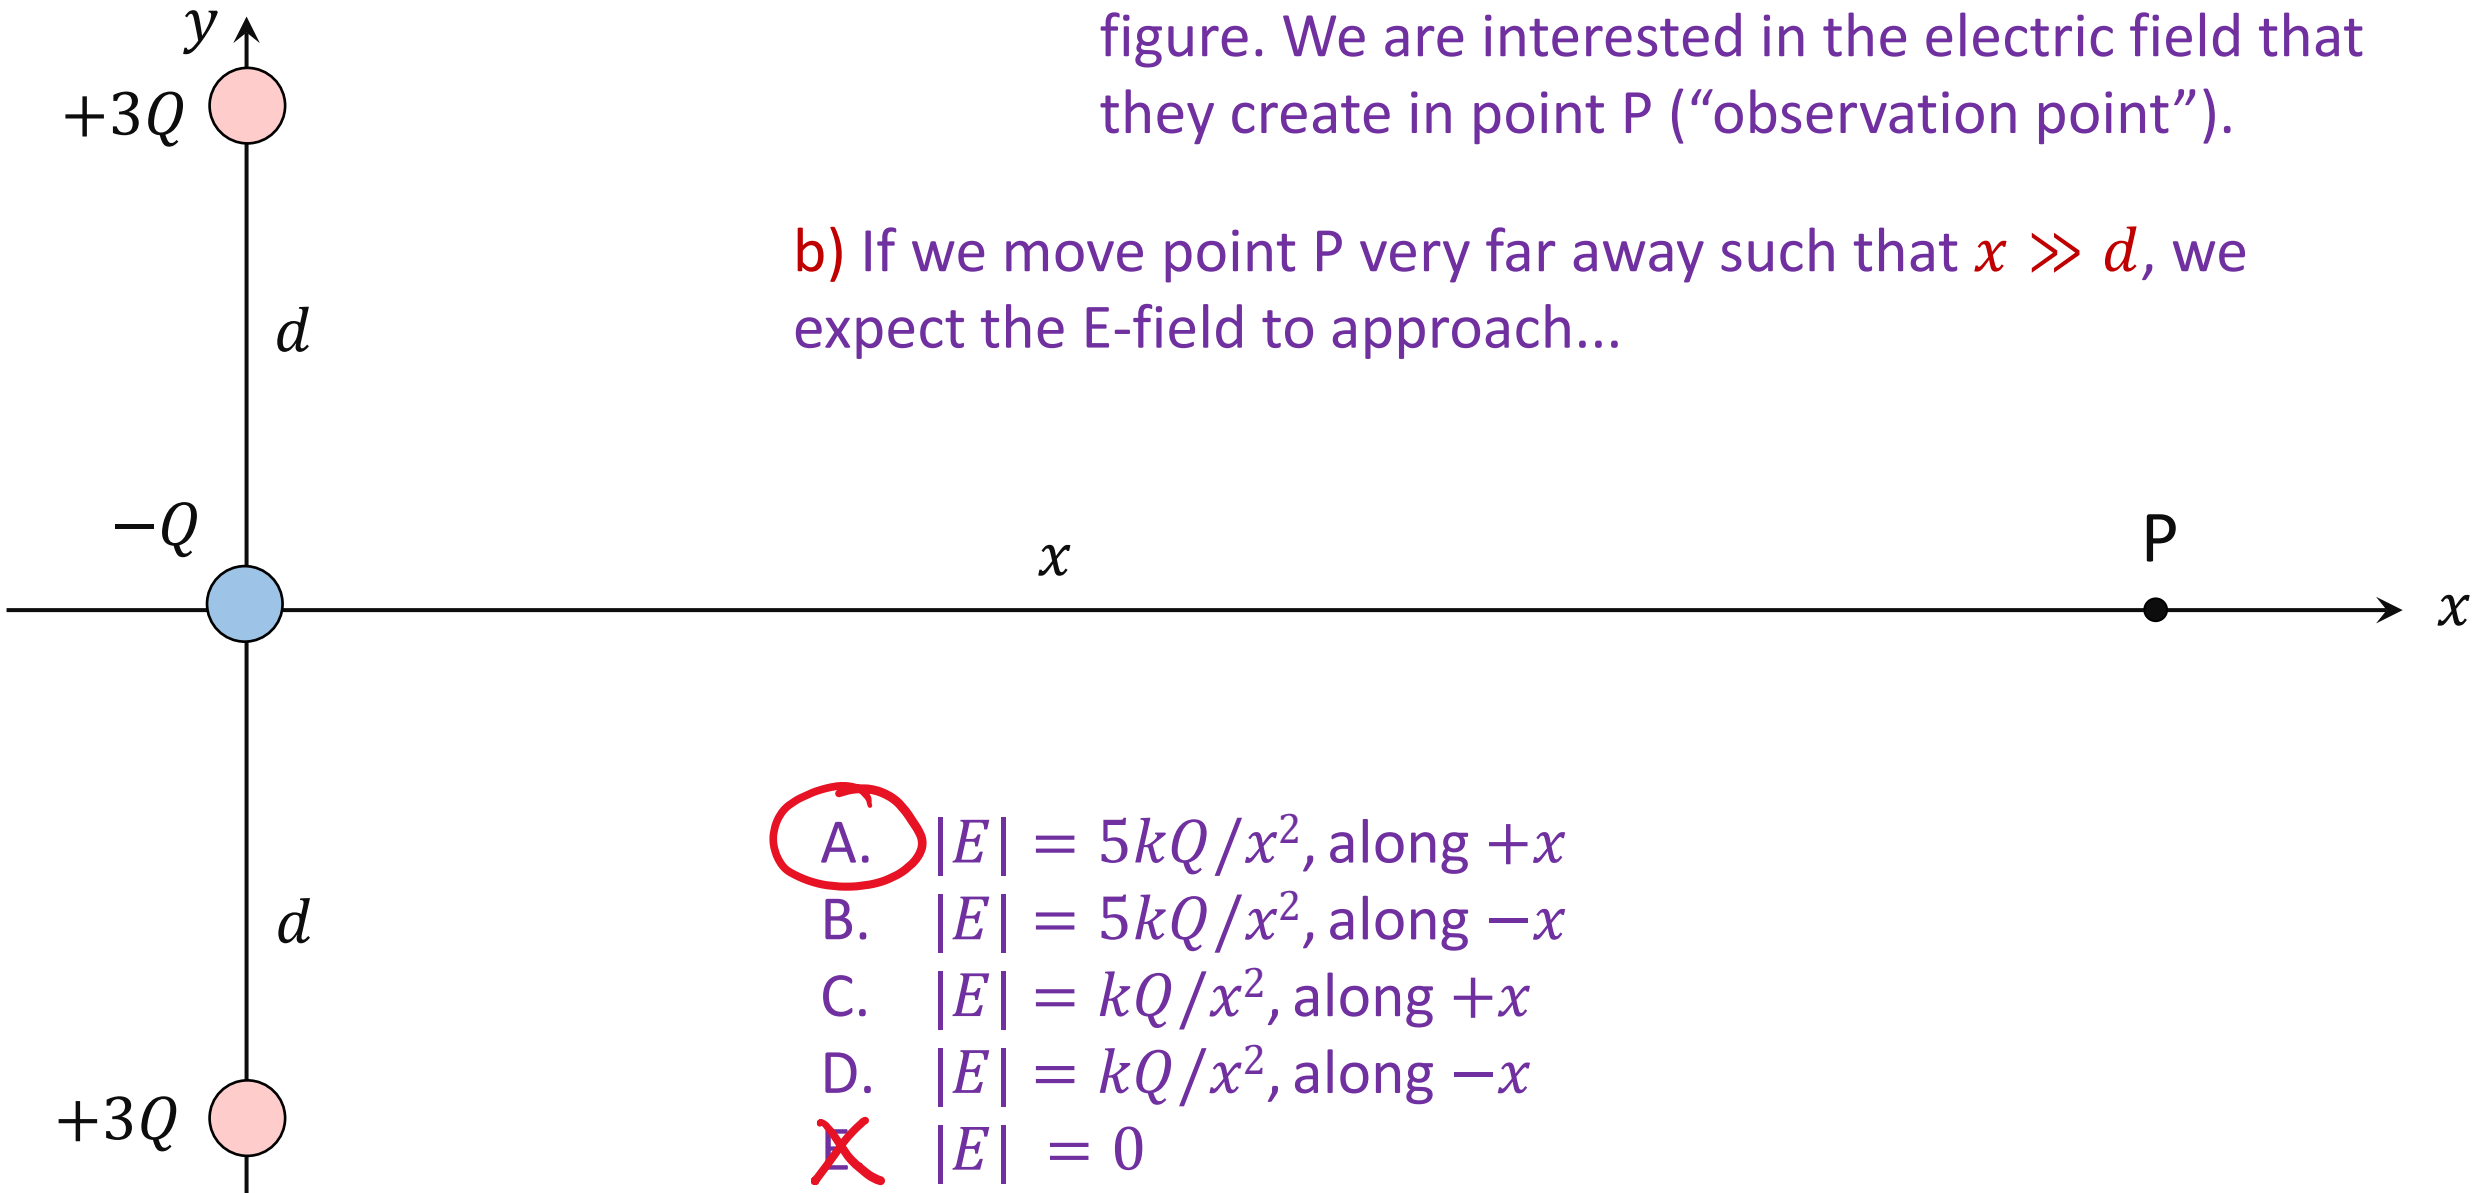 y
figure. We are interested in the electric field that
+3Q
they create in point P (“observation point”).
b) If we move point P very far away such that x ≫ d, we
expect the E-field to approach...
d
−Q
x
P
x
A. |E| = 5kQ/x², along +x
d
B. |E| = 5kQ/x², along −x
C. |E| = kQ/x², along +x
D. |E| = kQ/x², along −x
+3Q
E |E| = 0